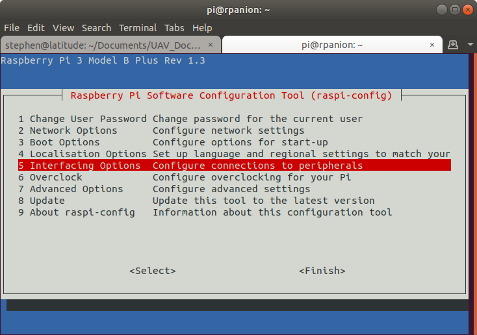 pi@rpanion: ~
File Edit View Search Terminal Tabs Help
stephen@latitude: ~/Documents/UAV_Doc... × pi@rpanion: ~ ×
Raspberry Pi 3 Model B Plus Rev 1.3
Raspberry Pi Software Configuration Tool (raspi-config)
1 Change User Password Change password for the current user
2 Network Options Configure network settings
3 Boot Options Configure options for start-up
4 Localisation Options Set up language and regional settings to match your
5 Interfacing Options Configure connections to peripherals
6 Overclock Configure overclocking for your Pi
7 Advanced Options Configure advanced settings
8 Update Update this tool to the latest version
9 About raspi-config Information about this configuration tool
<Select> <Finish>